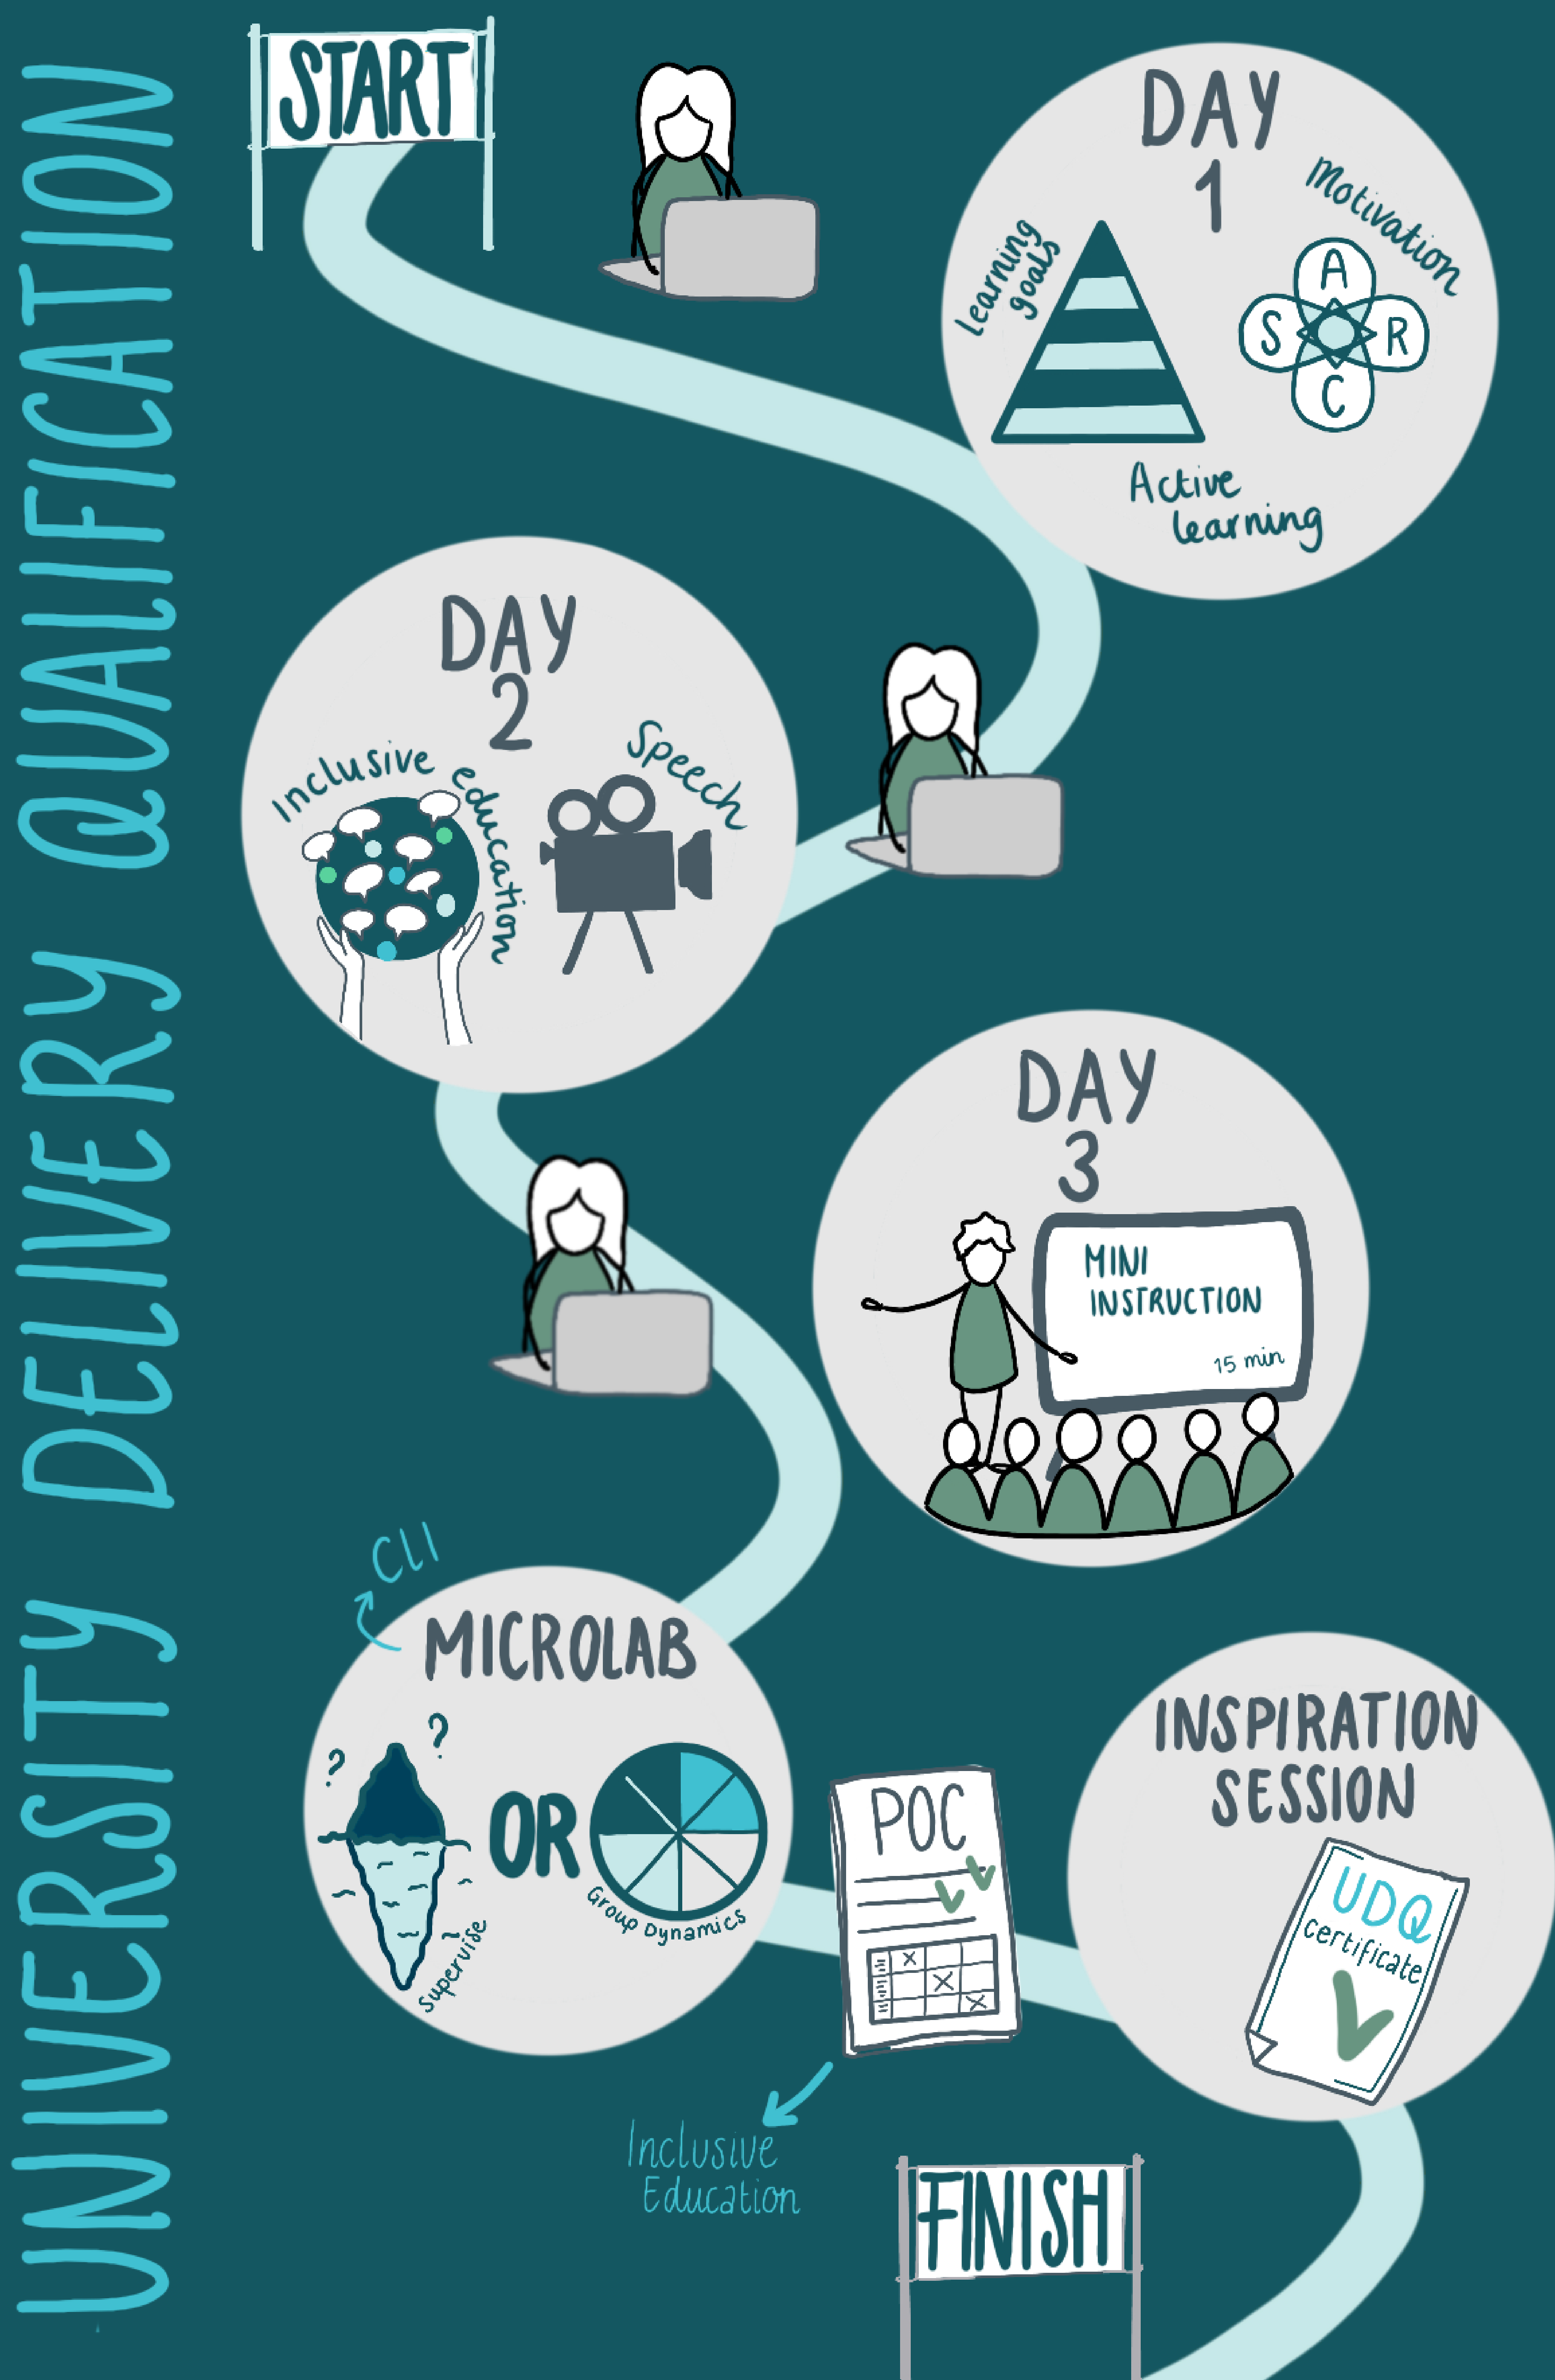 UNIVERSITY DELIVERY QUALIFICATION
START
DAY
1
Learning
goals
Motivation
A
S
R
C
Active
learning
DAY
2
Inclusive education
Speech
DAY
3
MINI
INSTRUCTION
15 min
CLI
MICROLAB
?
?
OR
Supervise
Group Dynamics
POC
X
X
X
Inclusive
Education
INSPIRATION
SESSION
UDQ
certificate
FINISH